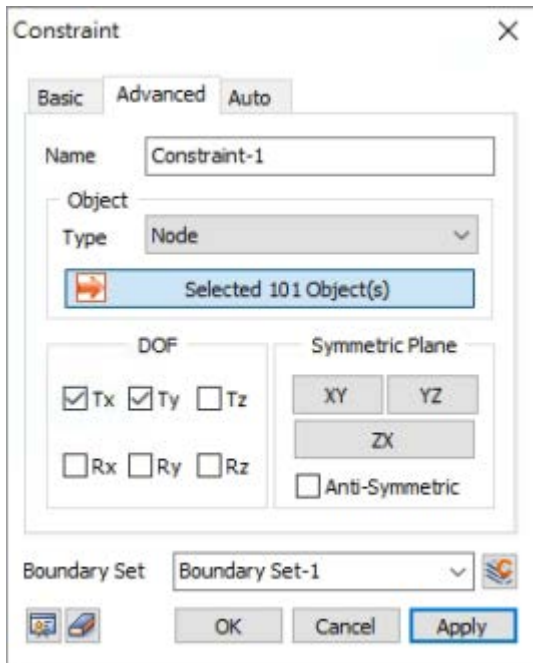 Constraint
Basic Advanced Auto
Name Constraint-1
Object
Type Node
Selected 101 Object(s)
DOF Symmetric Plane
Tx Ty Tz XY YZ
ZX
Rx Ry Rz Anti-Symmetric
Boundary Set Boundary Set-1
OK Cancel Apply